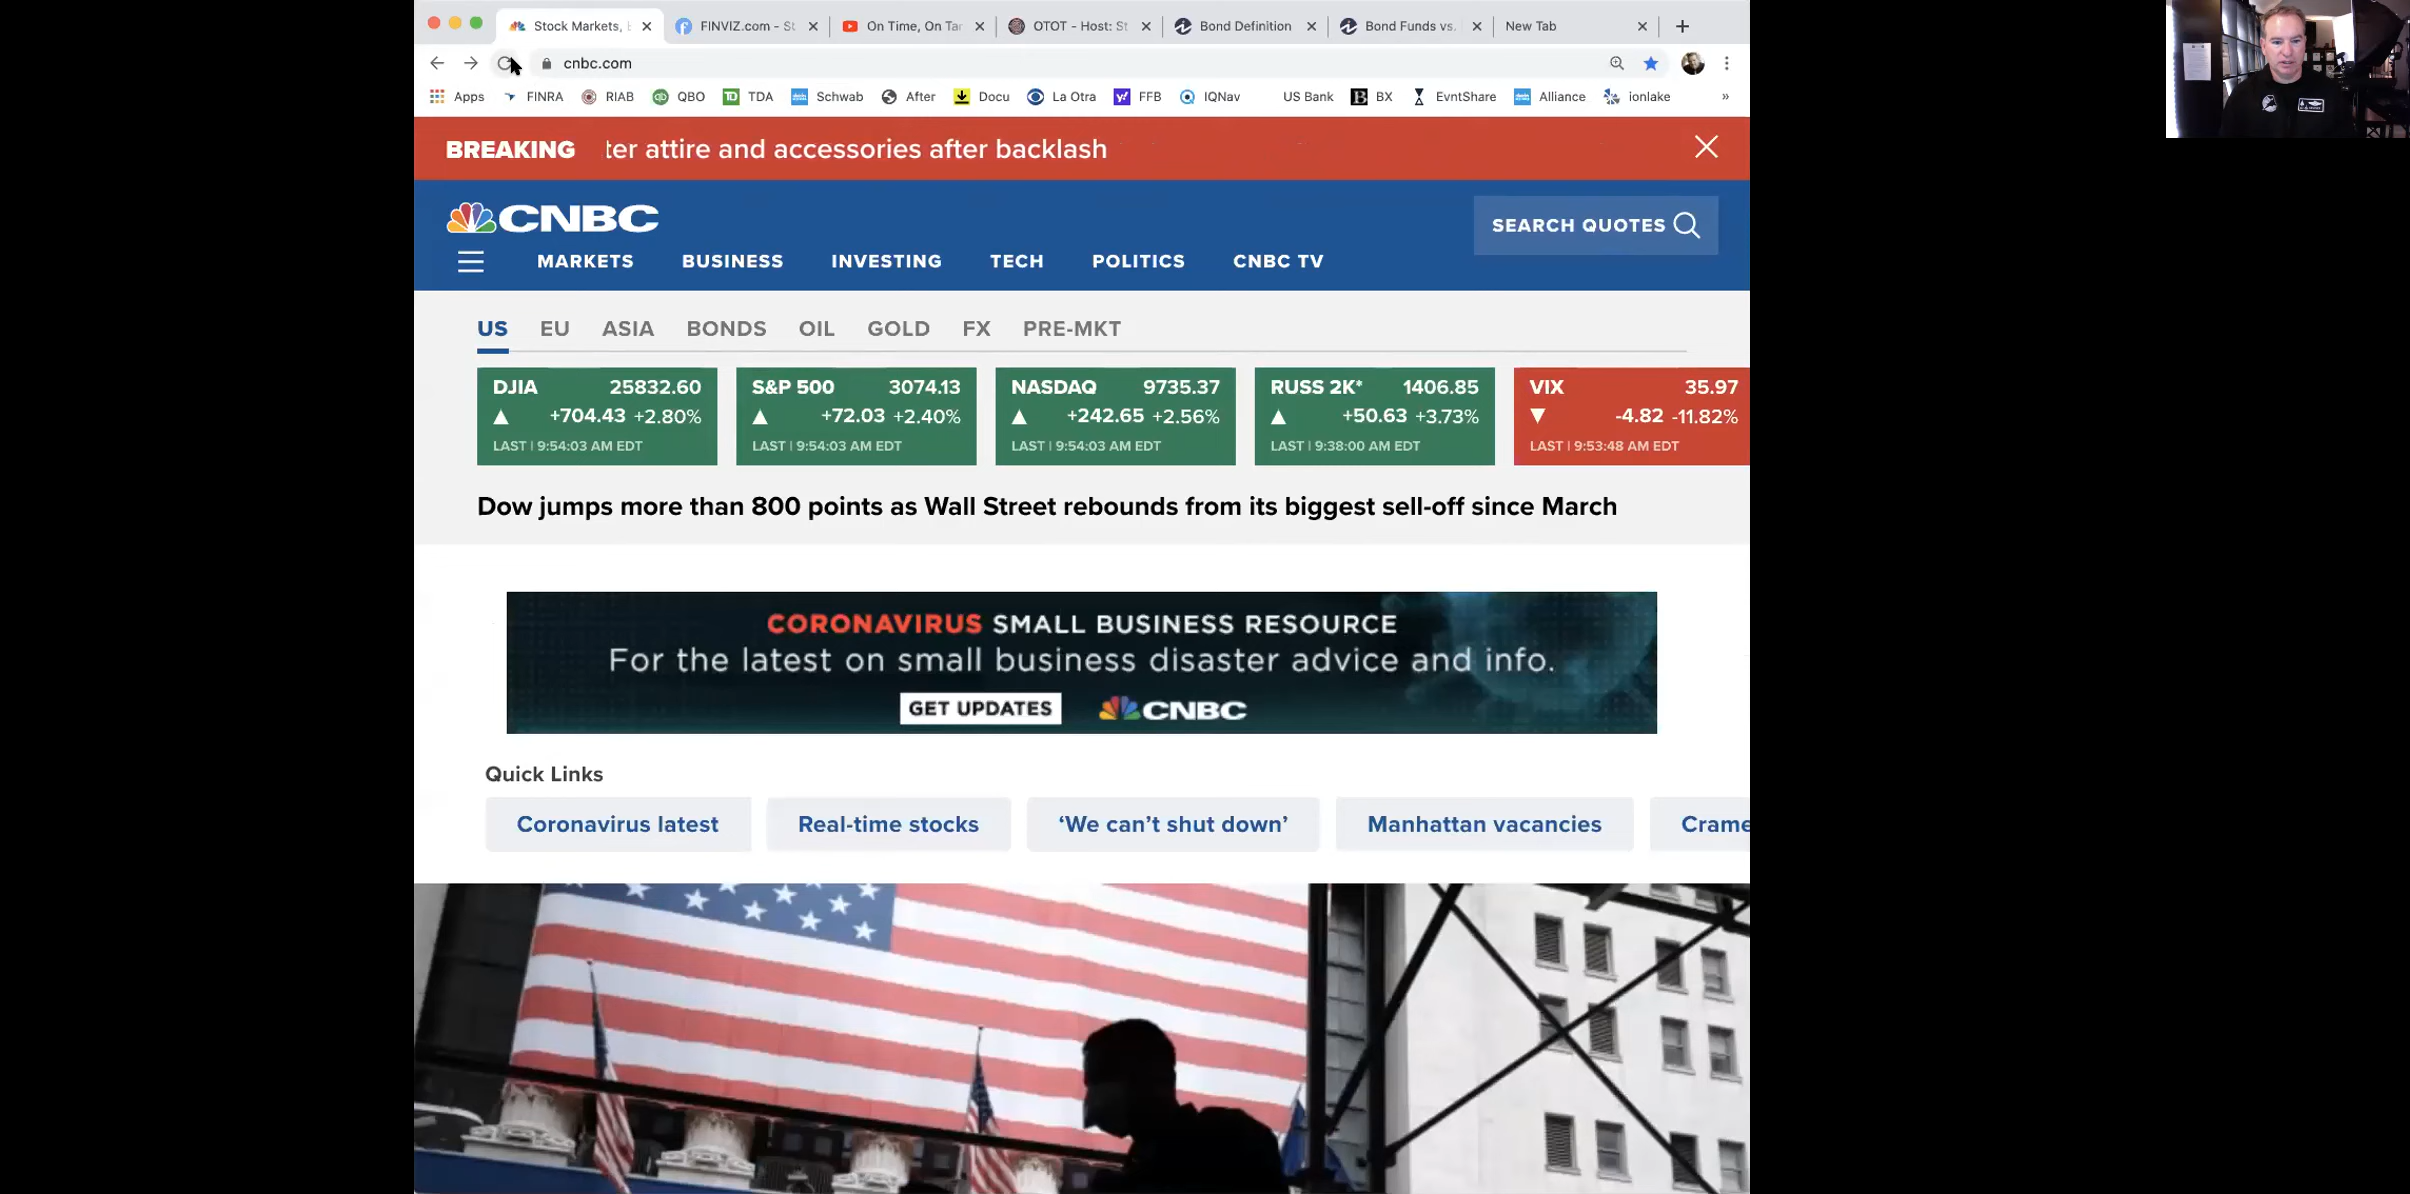 Stock Markets,
FINVIZ.com - St
On Time, On Tar
OTOT - Host: St
Bond Definition
Bond Funds vs.
New Tab
cnbc.com
Apps FINRA RIAB QBO TDA Schwab After Docu La Otra FFB IQNav US Bank BX EvntShare Alliance ionlake »
BREAKING ter attire and accessories after backlash
CNBC
SEARCH QUOTES
MARKETS BUSINESS INVESTING TECH POLITICS CNBC TV
US EU ASIA BONDS OIL GOLD FX PRE-MKT
DJIA 25832.60
+704.43 +2.80%
LAST | 9:54:03 AM EDT
S&P 500 3074.13
+72.03 +2.40%
LAST | 9:54:03 AM EDT
NASDAQ 9735.37
+242.65 +2.56%
LAST | 9:54:03 AM EDT
RUSS 2K* 1406.85
+50.63 +3.73%
LAST | 9:38:00 AM EDT
VIX 35.97
-4.82 -11.82%
LAST | 9:53:48 AM EDT
Dow jumps more than 800 points as Wall Street rebounds from its biggest sell-off since March
CORONAVIRUS SMALL BUSINESS RESOURCE
For the latest on small business disaster advice and info.
GET UPDATES CNBC
Quick Links
Coronavirus latest
Real-time stocks
‘We can’t shut down’
Manhattan vacancies
Crame